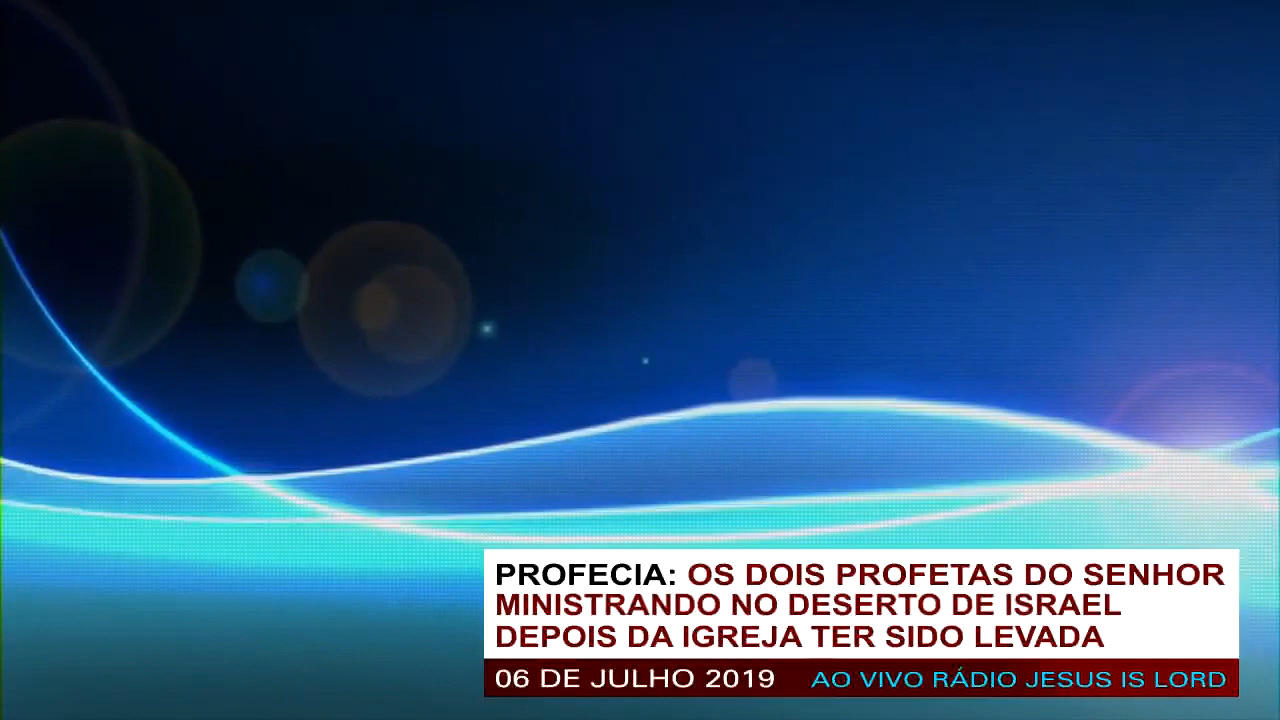 PROFECIA: OS DOIS PROFETAS DO SENHOR
MINISTRANDO NO DESERTO DE ISRAEL
DEPOIS DA IGREJA TER SIDO LEVADA
06 DE JULHO 2019 AO VIVO RÁDIO JESUS IS LORD